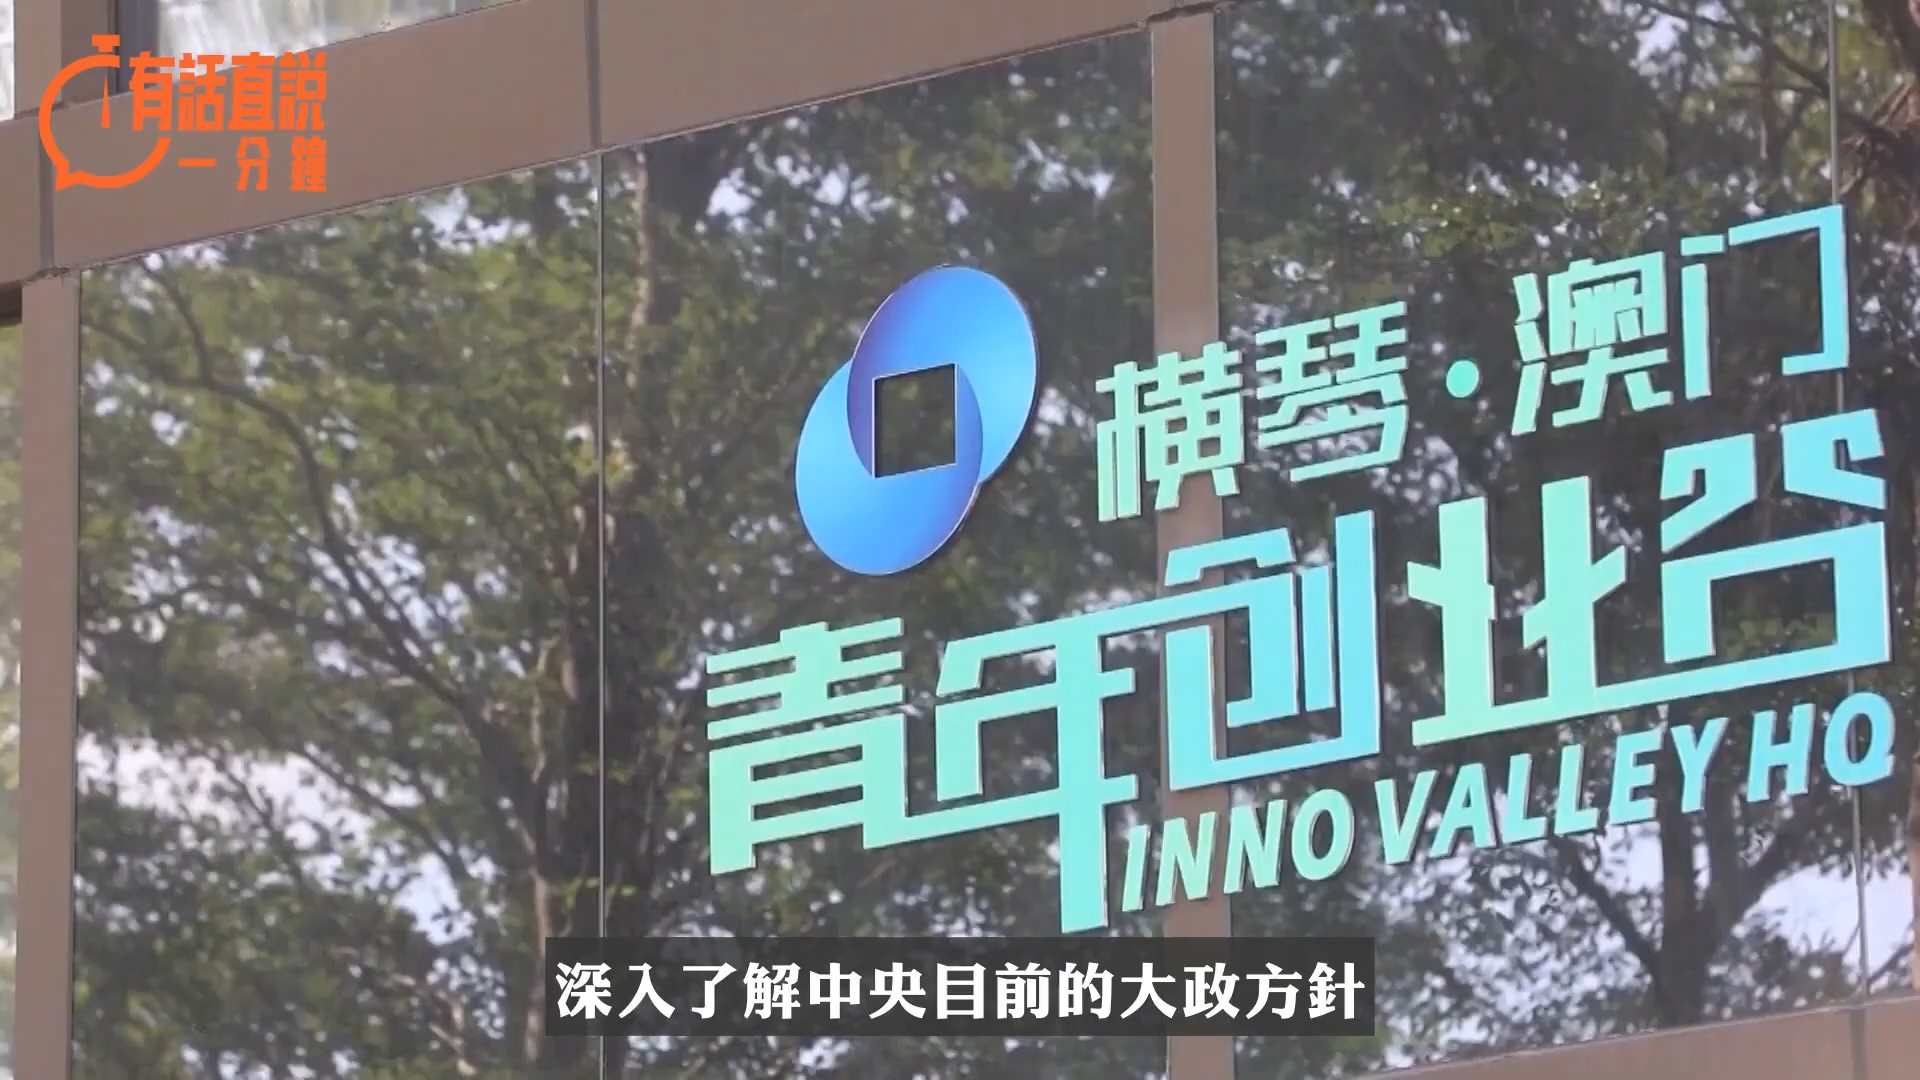 有話直說
一分鐘
横琴·澳门
青年创业谷
INNO VALLEY HQ
深入了解中央目前的大政方針